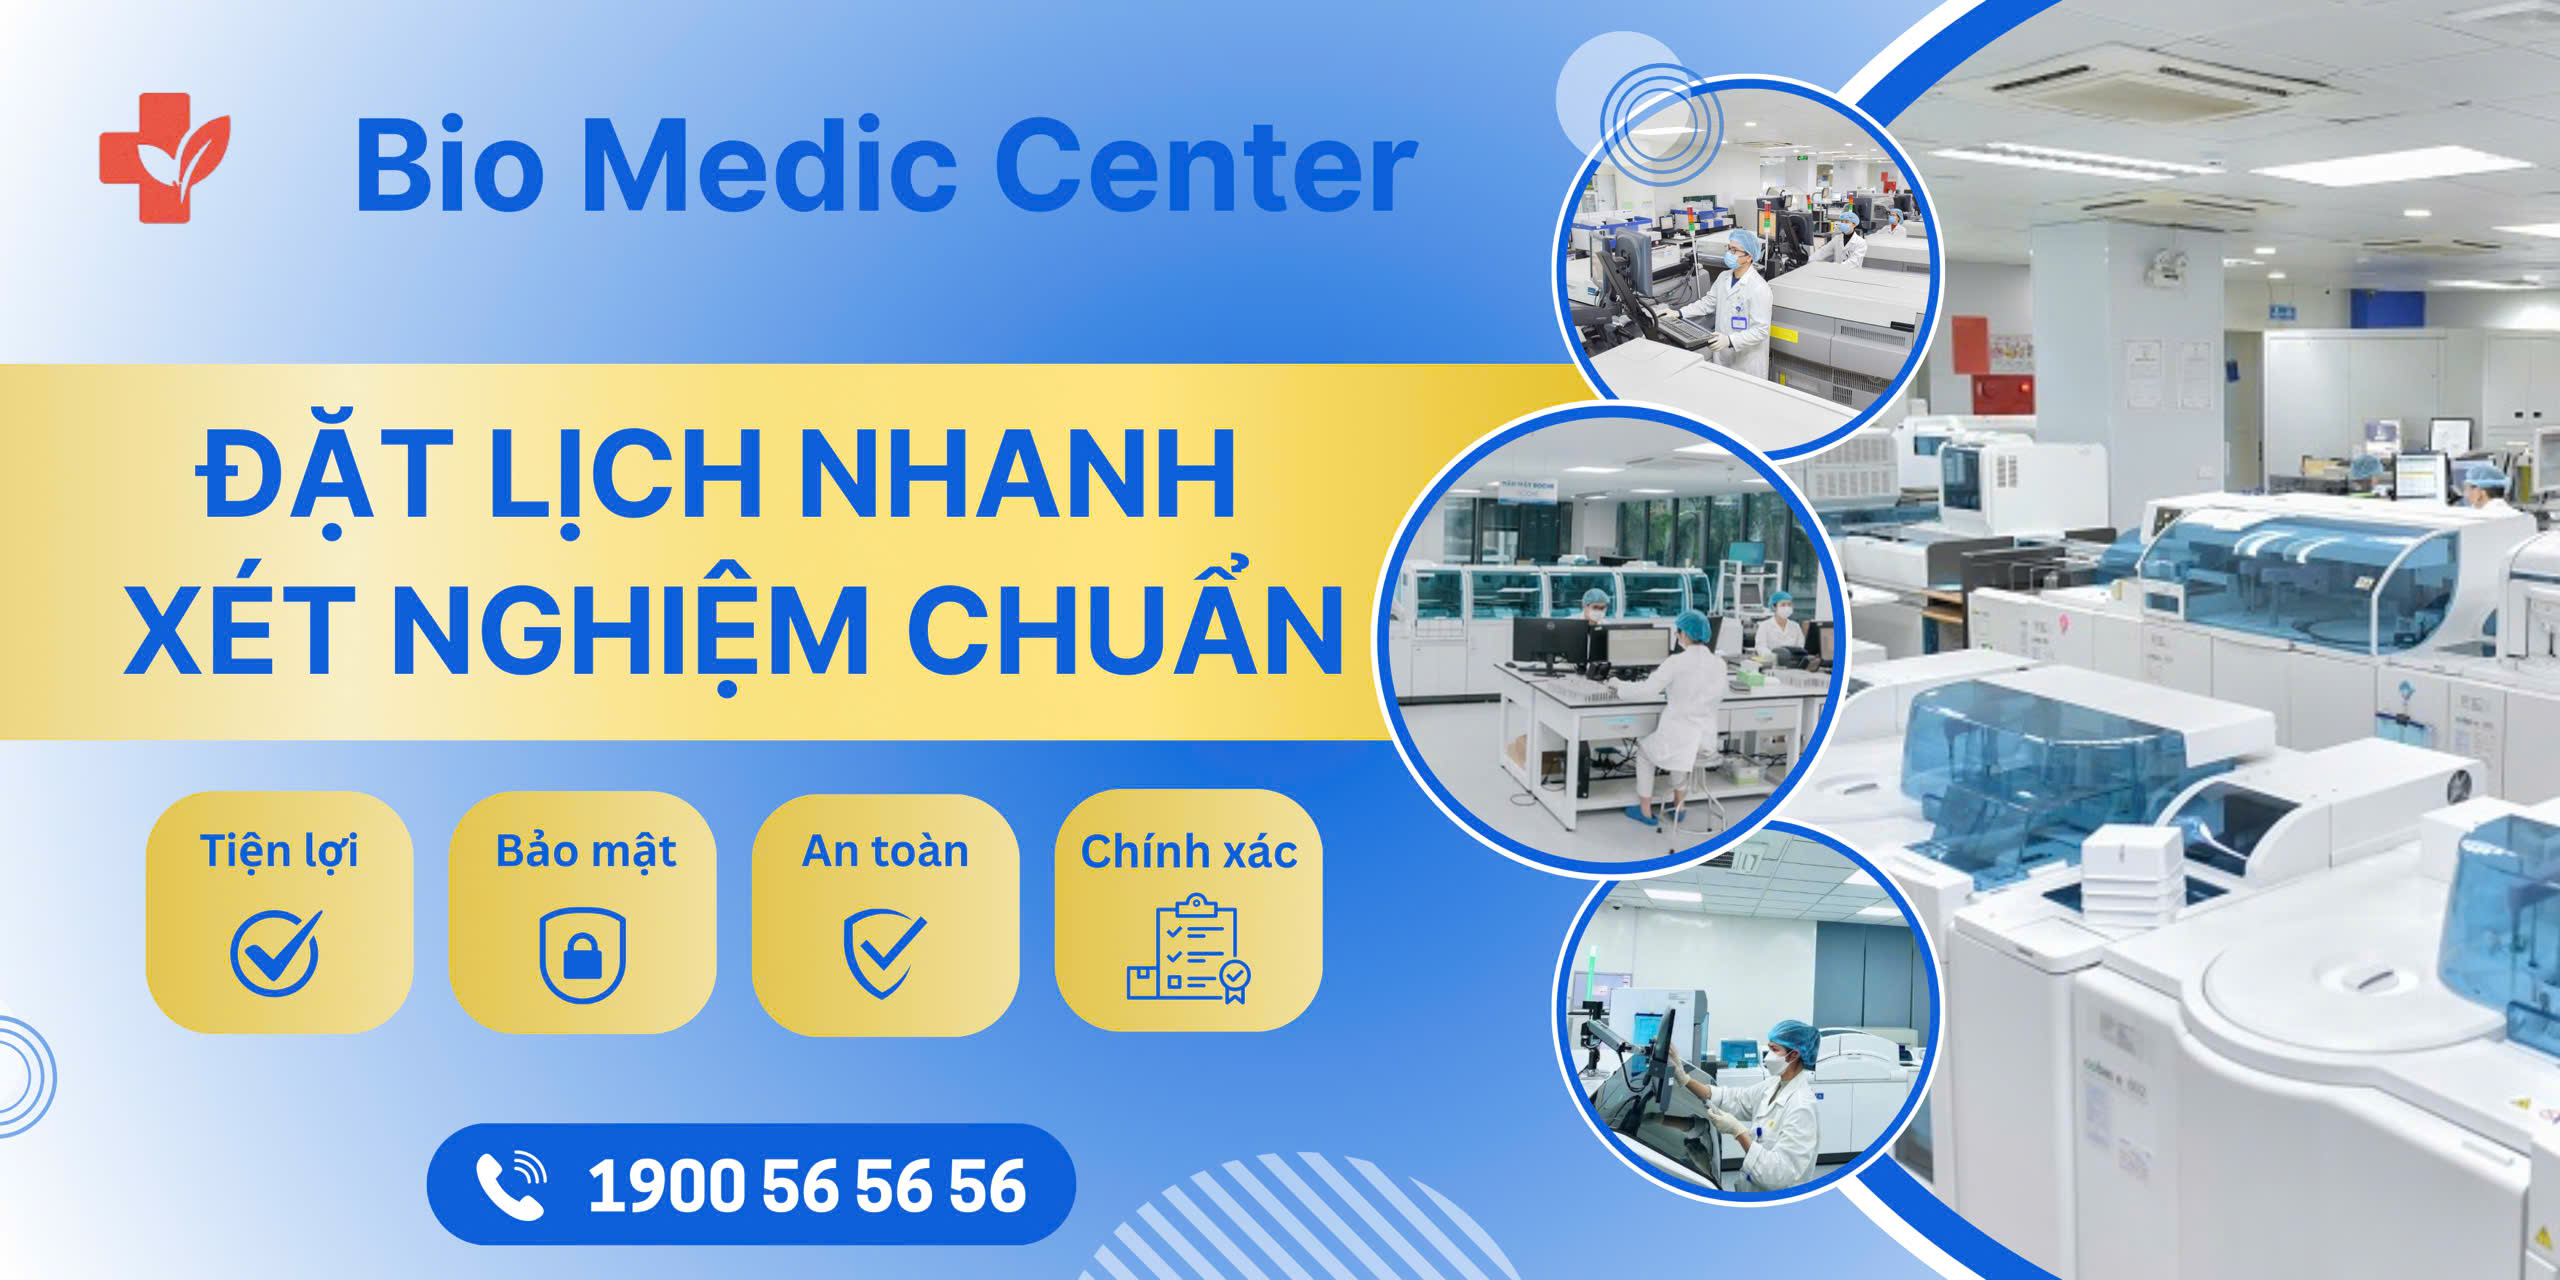 Bio Medic Center
ĐẶT LỊCH NHANH
XÉT NGHIỆM CHUẨN
Tiện lợi
Bảo mật
An toàn
Chính xác
1900 56 56 56